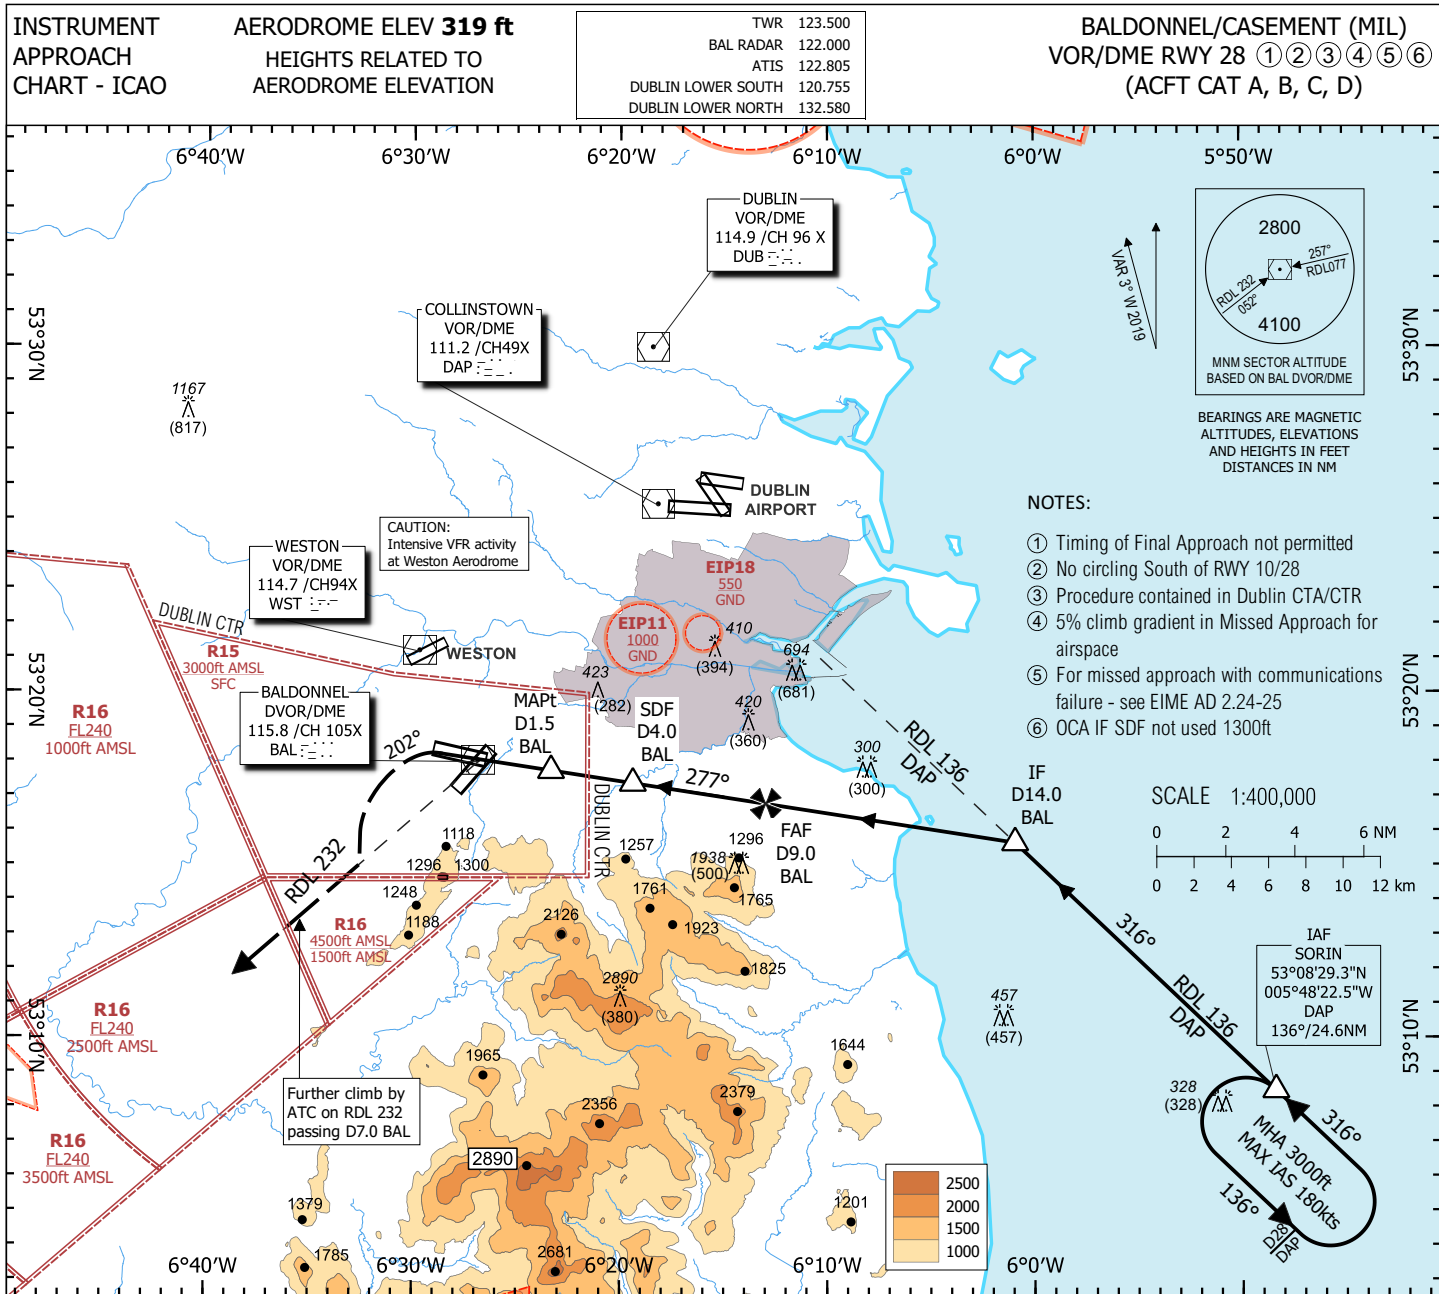 INSTRUMENT
APPROACH
CHART - ICAO
AERODROME ELEV 319 ft
HEIGHTS RELATED TO
AERODROME ELEVATION
TWR 123.500
BAL RADAR 122.000
ATIS 122.805
DUBLIN LOWER SOUTH 120.755
DUBLIN LOWER NORTH 132.580
BALDONNEL/CASEMENT (MIL)
VOR/DME RWY 28 ①②③④⑤⑥
(ACFT CAT A, B, C, D)
6°40'W
6°30'W
6°20'W
6°10'W
6°0'W
5°50'W
DUBLIN
VOR/DME
114.9 /CH 96 X
DUB
COLLINSTOWN
VOR/DME
111.2 /CH49X
DAP
VAR 3° W 2019
2800
257°
RDL077
RDL 232
052°
4100
MNM SECTOR ALTITUDE
BASED ON BAL DVOR/DME
BEARINGS ARE MAGNETIC
ALTITUDES, ELEVATIONS
AND HEIGHTS IN FEET
DISTANCES IN NM
53°30'N
53°30'N
1167
(817)
DUBLIN
AIRPORT
CAUTION:
Intensive VFR activity
at Weston Aerodrome
WESTON
VOR/DME
114.7 /CH94X
WST
NOTES:
① Timing of Final Approach not permitted
② No circling South of RWY 10/28
③ Procedure contained in Dublin CTA/CTR
④ 5% climb gradient in Missed Approach for
airspace
⑤ For missed approach with communications
failure - see EIME AD 2.24-25
⑥ OCA IF SDF not used 1300ft
EIP18
550
GND
EIP11
1000
GND
410
(394)
694
(681)
423
(282)
420
(360)
300
(300)
DUBLIN CTR
R15
3000ft AMSL
SFC
WESTON
R16
FL240
1000ft AMSL
BALDONNEL
DVOR/DME
115.8 /CH 105X
BAL
53°20'N
53°20'N
MAPt
D1.5
BAL
SDF
D4.0
BAL
202°
277°
RDL 136
DAP
IF
D14.0
BAL
FAF
D9.0
BAL
DUBLIN CTR
SCALE 1:400,000
0 2 4 6 NM
0 2 4 6 8 10 12 km
RDL 232
1118
1296
1300
1248
1188
1257
1296
1938
(500)
1765
1761
1923
1825
2126
R16
4500ft AMSL
1500ft AMSL
2890
(380)
316°
RDL 136
DAP
IAF
SORIN
53°08'29.3"N
005°48'22.5"W
DAP
136°/24.6NM
457
(457)
R16
FL240
2500ft AMSL
53°10'N
53°10'N
1965
1644
328
(328)
Further climb by
ATC on RDL 232
passing D7.0 BAL
2356
2379
R16
FL240
3500ft AMSL
2890
316°
MHA 3000ft
MAX IAS 180kts
136°
D28
DAP
2500
2000
1500
1000
1379
1201
1785
2681
6°40'W
6°30'W
6°20'W
6°10'W
6°0'W